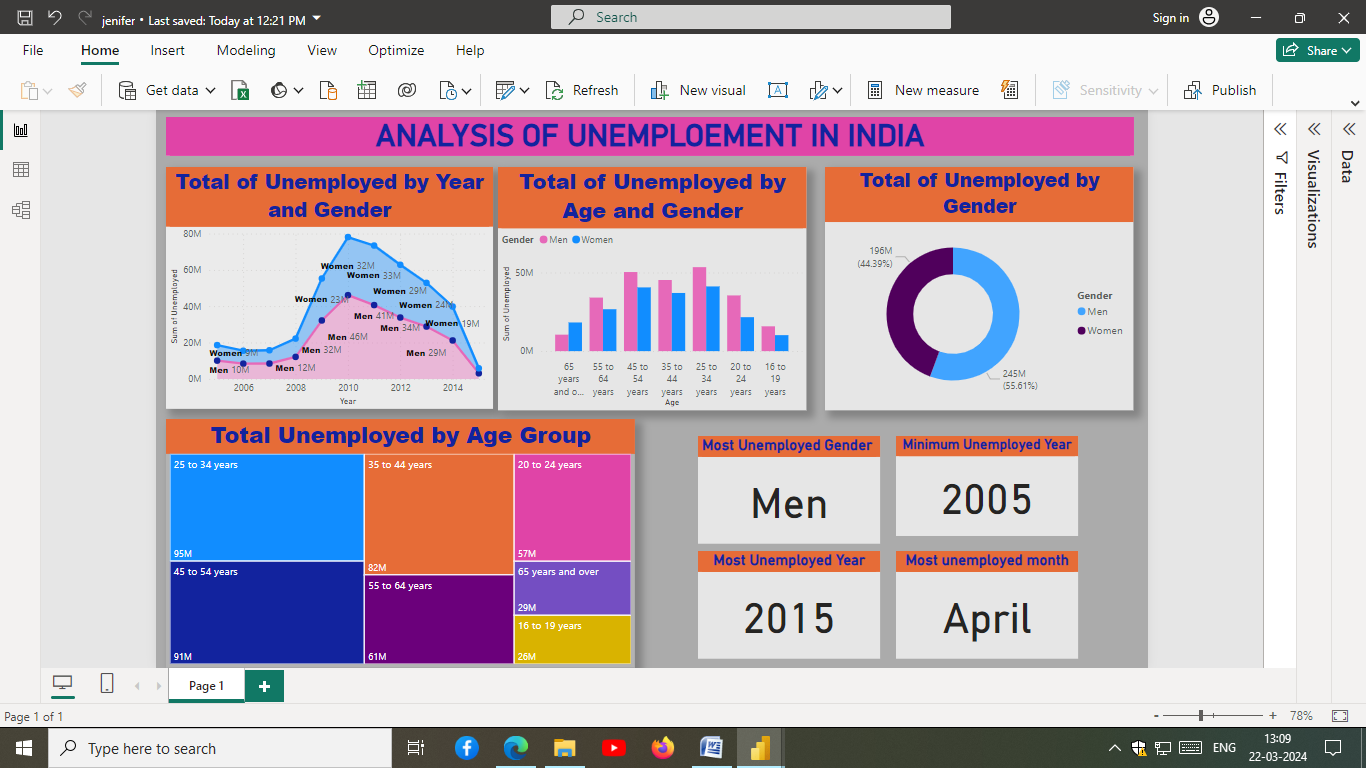 jenifer • Last saved: Today at 12:21 PM
Search
Sign in
File Home Insert Modeling View Optimize Help
Share
Get data
Refresh
New visual
New measure
Sensitivity
Publish
ANALYSIS OF UNEMPLOEMENT IN INDIA
Total of Unemployed by Year
and Gender
80M
60M
40M
20M
0M
Sum of Unemployed
Women 32M
Women 33M
Women 29M
Women 23M
Women 24M
Women 19M
Men 41M
Men 34M
Men 46M
Men 32M
Men 29M
Women 9M
Men 10M
Men 12M
2006 2008 2010 2012 2014
Year
Total of Unemployed by
Age and Gender
Gender Men Women
50M
0M
Sum of Unemployed
65
years
and o...
55 to
64
years
45 to
54
years
35 to
44
years
25 to
34
years
20 to
24
years
16 to
19
years
Age
Total of Unemployed by
Gender
196M
(44.39%)
245M
(55.61%)
Gender
Men
Women
Total Unemployed by Age Group
25 to 34 years
95M
35 to 44 years
82M
20 to 24 years
57M
45 to 54 years
91M
55 to 64 years
61M
65 years and over
29M
16 to 19 years
26M
Most Unemployed Gender
Men
Minimum Unemployed Year
2005
Most Unemployed Year
2015
Most unemployed month
April
Filters
Visualizations
Data
Page 1
Page 1 of 1
- + 78%
Type here to search
ENG
13:09
22-03-2024